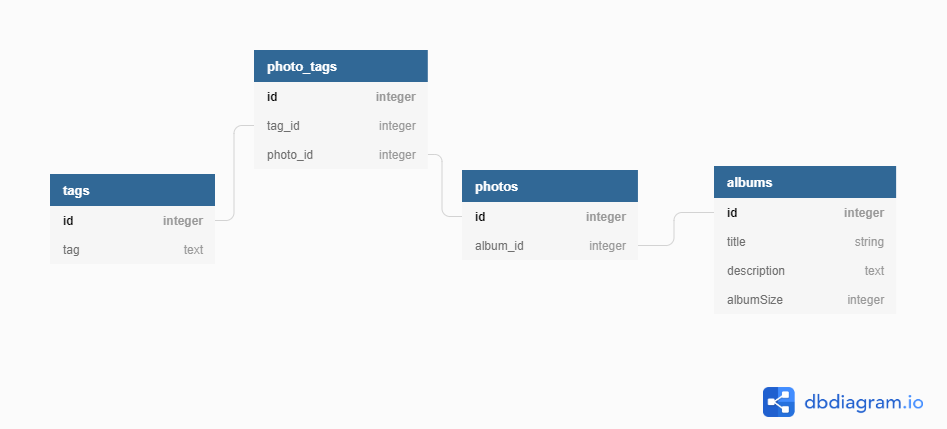 photo_tags
id integer
tag_id integer
photo_id integer
tags
id integer
tag text
photos
id integer
album_id integer
albums
id integer
title string
description text
albumSize integer
dbdiagram.io